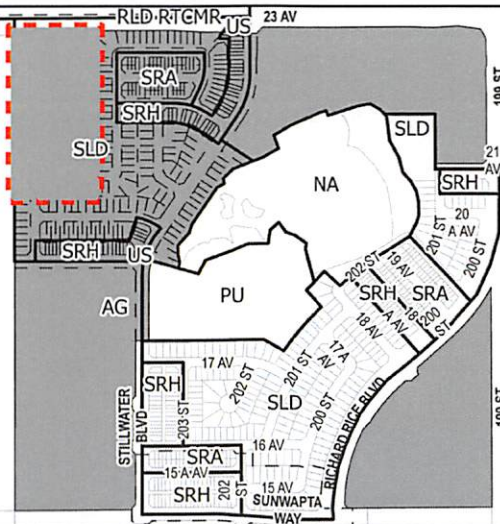 RLD RTCMR
23 AV
US
199 ST
SRA
SRH
SLD
SLD
21 AV
NA
SRH
20 A AV
201 ST
200 ST
SRH
US
202 ST
19 AV
PU
SRH
SRA
AG
A AV
18
18 AV
200 ST
17 A AV
17 AV
201 ST
SRH
202 ST
SLD
200 ST
RICHARD RICE BLVD
STILLWATER BLVD
203 ST
16 AV
SRA
15 A AV
SRH
202 ST
15 AV
SUNWAPTA WAY